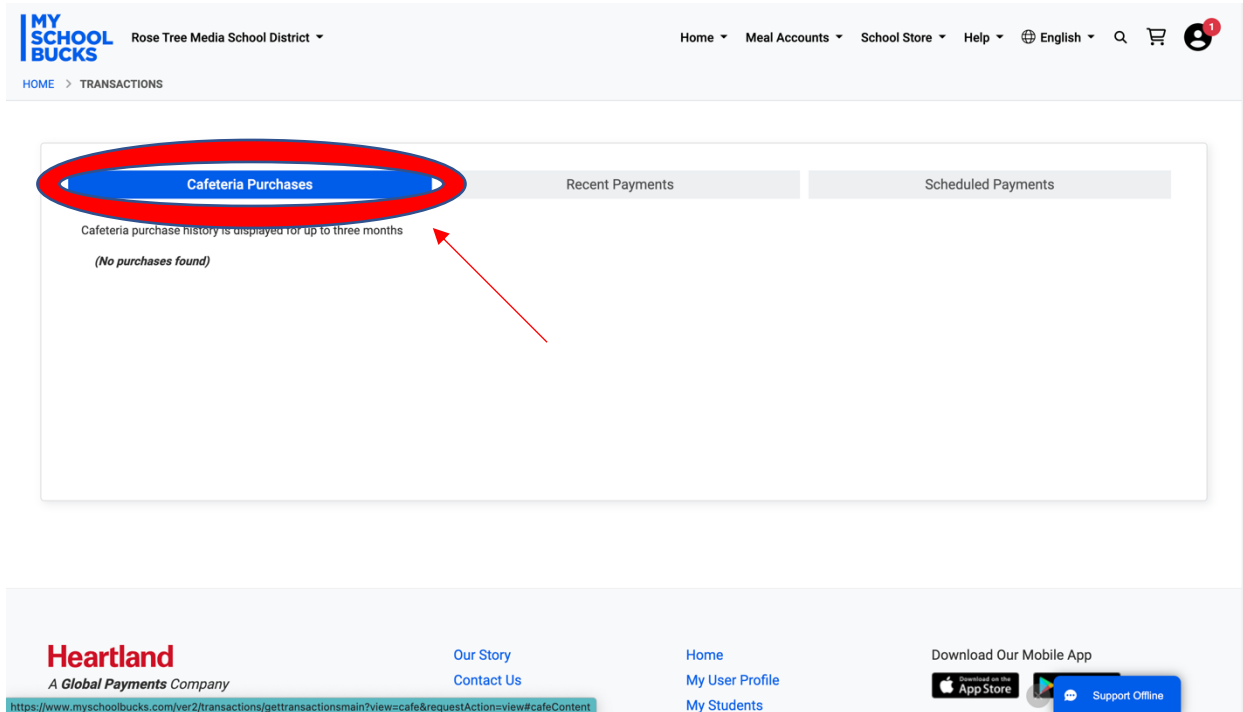 MY
SCHOOL
BUCKS
Rose Tree Media School District
Home
Meal Accounts
School Store
Help
English
1
HOME > TRANSACTIONS
Cafeteria Purchases
Recent Payments
Scheduled Payments
Cafeteria purchase history is displayed for up to three months
(No purchases found)
Heartland
A Global Payments Company
Our Story
Contact Us
Home
My User Profile
My Students
Download Our Mobile App
Download on the
App Store
Support Offline
https://www.myschoolbucks.com/ver2/transactions/gettransactionsmain?view=cafe&requestAction=view#cafeContent